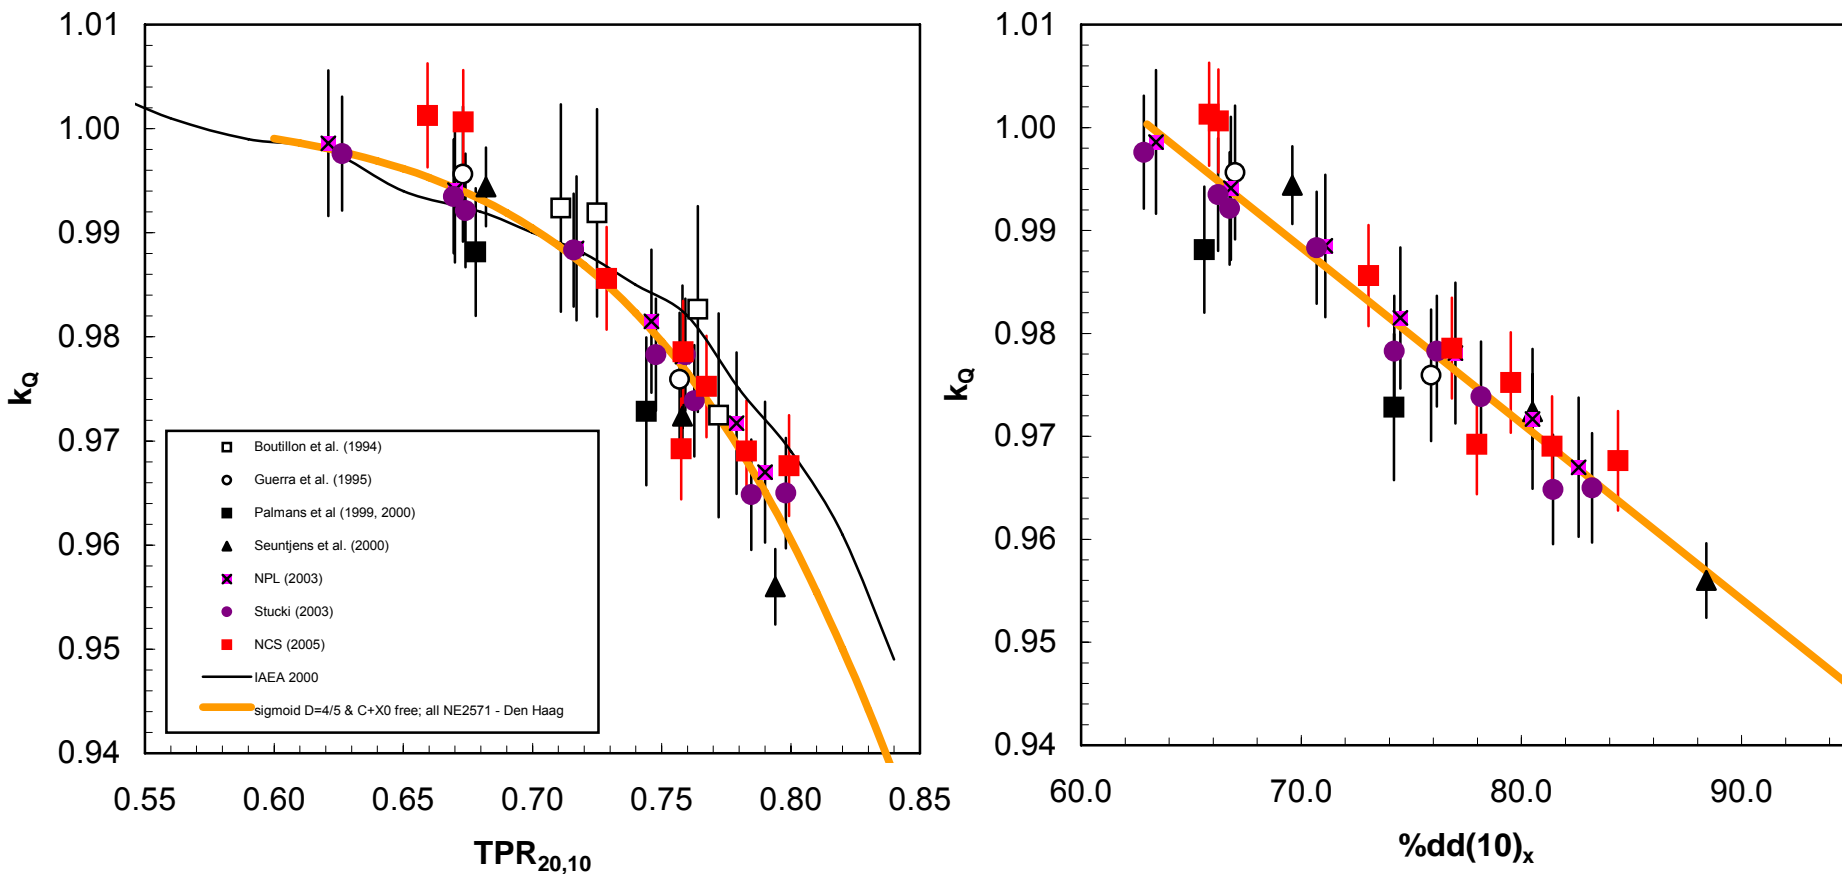 1.01
1.00
0.99
0.98
0.97
0.96
0.95
0.94
kQ
Boutillon et al. (1994)
Guerra et al. (1995)
Palmans et al (1999, 2000)
Seuntjens et al. (2000)
NPL (2003)
Stucki (2003)
NCS (2005)
IAEA 2000
sigmoid D=4/5 & C+X0 free; all NE2571 - Den Haag
0.55 0.60 0.65 0.70 0.75 0.80 0.85
TPR20,10
1.01
1.00
0.99
0.98
0.97
0.96
0.95
0.94
kQ
60.0 70.0 80.0 90.0
%dd(10)x